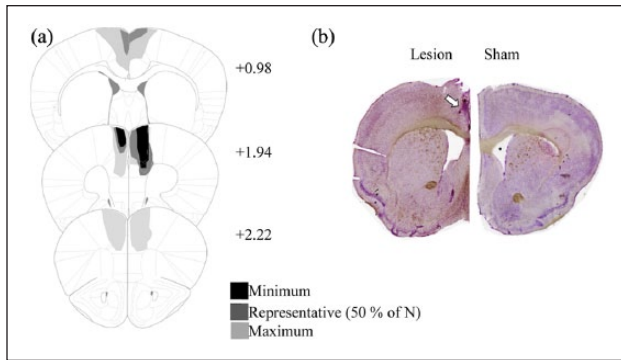 (a)
(b)
Lesion Sham
+0.98
+1.94
+2.22
Minimum
Representative (50 % of N)
Maximum